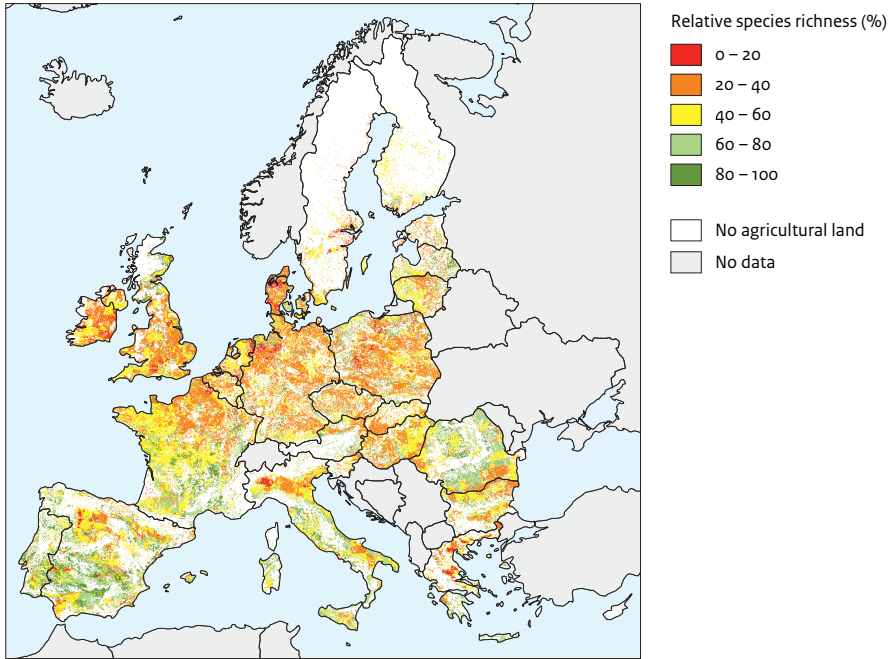 Relative species richness (%)
0 – 20
20 – 40
40 – 60
60 – 80
80 – 100
No agricultural land
No data